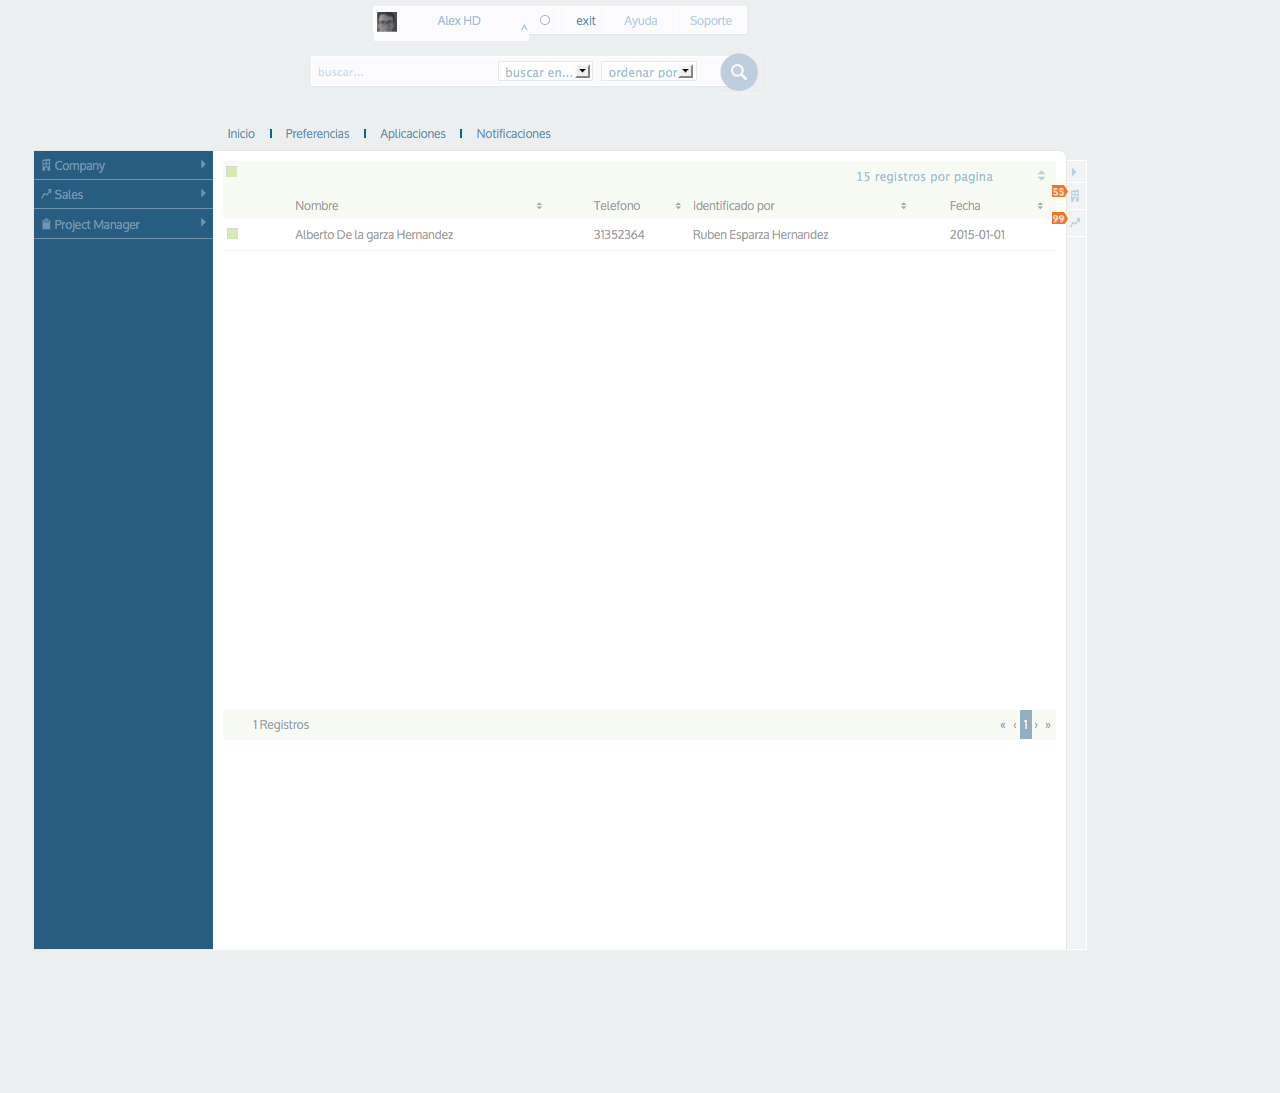 Alex HD
^
exit
Ayuda
Soporte
buscar...
buscar en...
ordenar por
Inicio
Preferencias
Aplicaciones
Notificaciones
Company
Sales
Project Manager
15 registros por pagina
Nombre
Telefono
Identificado por
Fecha
Alberto De la garza Hernandez
31352364
Ruben Esparza Hernandez
2015-01-01
55
99
1 Registros
« ‹ 1 › »